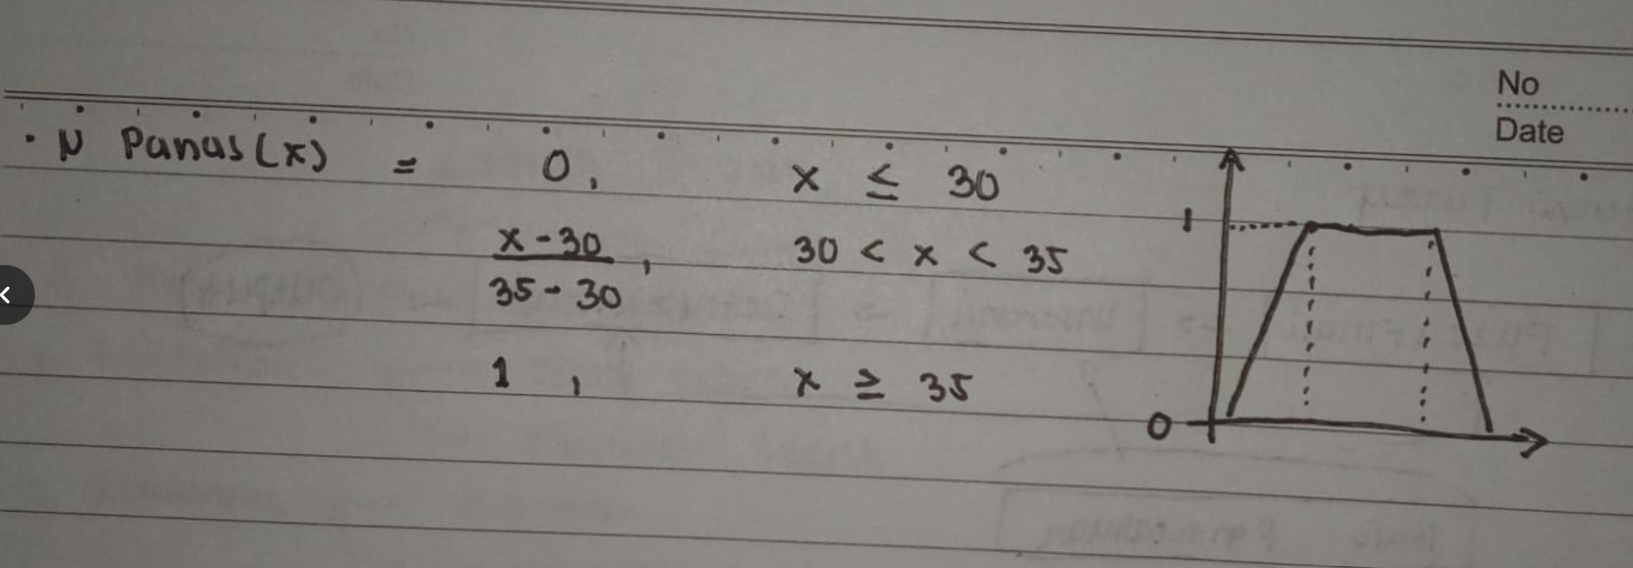 No
Date
· μ Panas (x) = 0, x ≤ 30
x - 30 / 35 - 30, 30 < x < 35
1, x ≥ 35
1
0